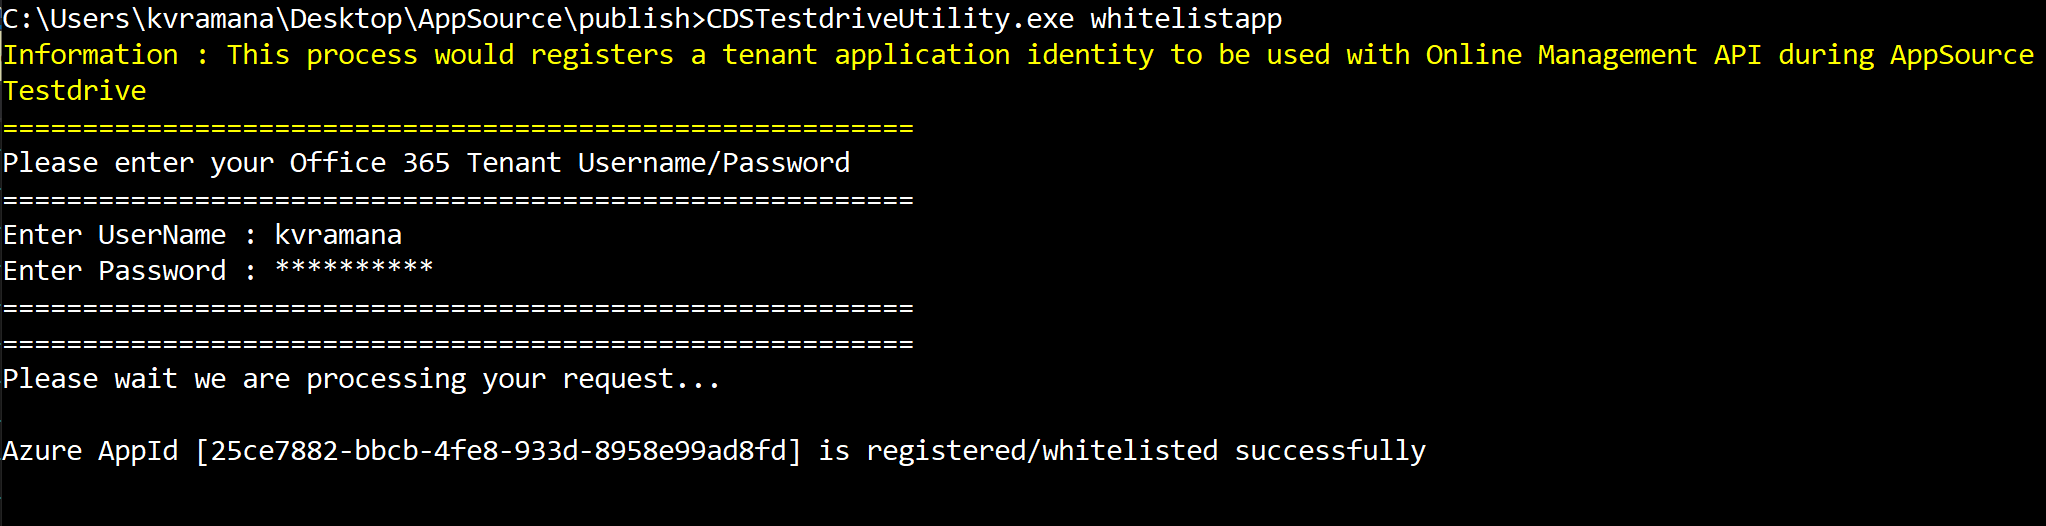 C:\Users\kvramana\Desktop\AppSource\publish>CDSTestdriveUtility.exe whitelistapp
Information : This process would registers a tenant application identity to be used with Online Management API during AppSource
Testdrive
=========================================================
Please enter your Office 365 Tenant Username/Password
=========================================================
Enter UserName : kvramana
Enter Password : **********
=========================================================
=========================================================
Please wait we are processing your request...
Azure AppId [25ce7882-bbcb-4fe8-933d-8958e99ad8fd] is registered/whitelisted successfully